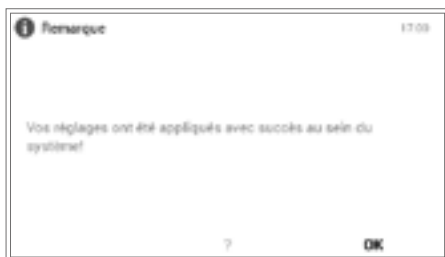 Remarque 17:09
Vos réglages ont été appliqués avec succès au sein du
système!
? OK